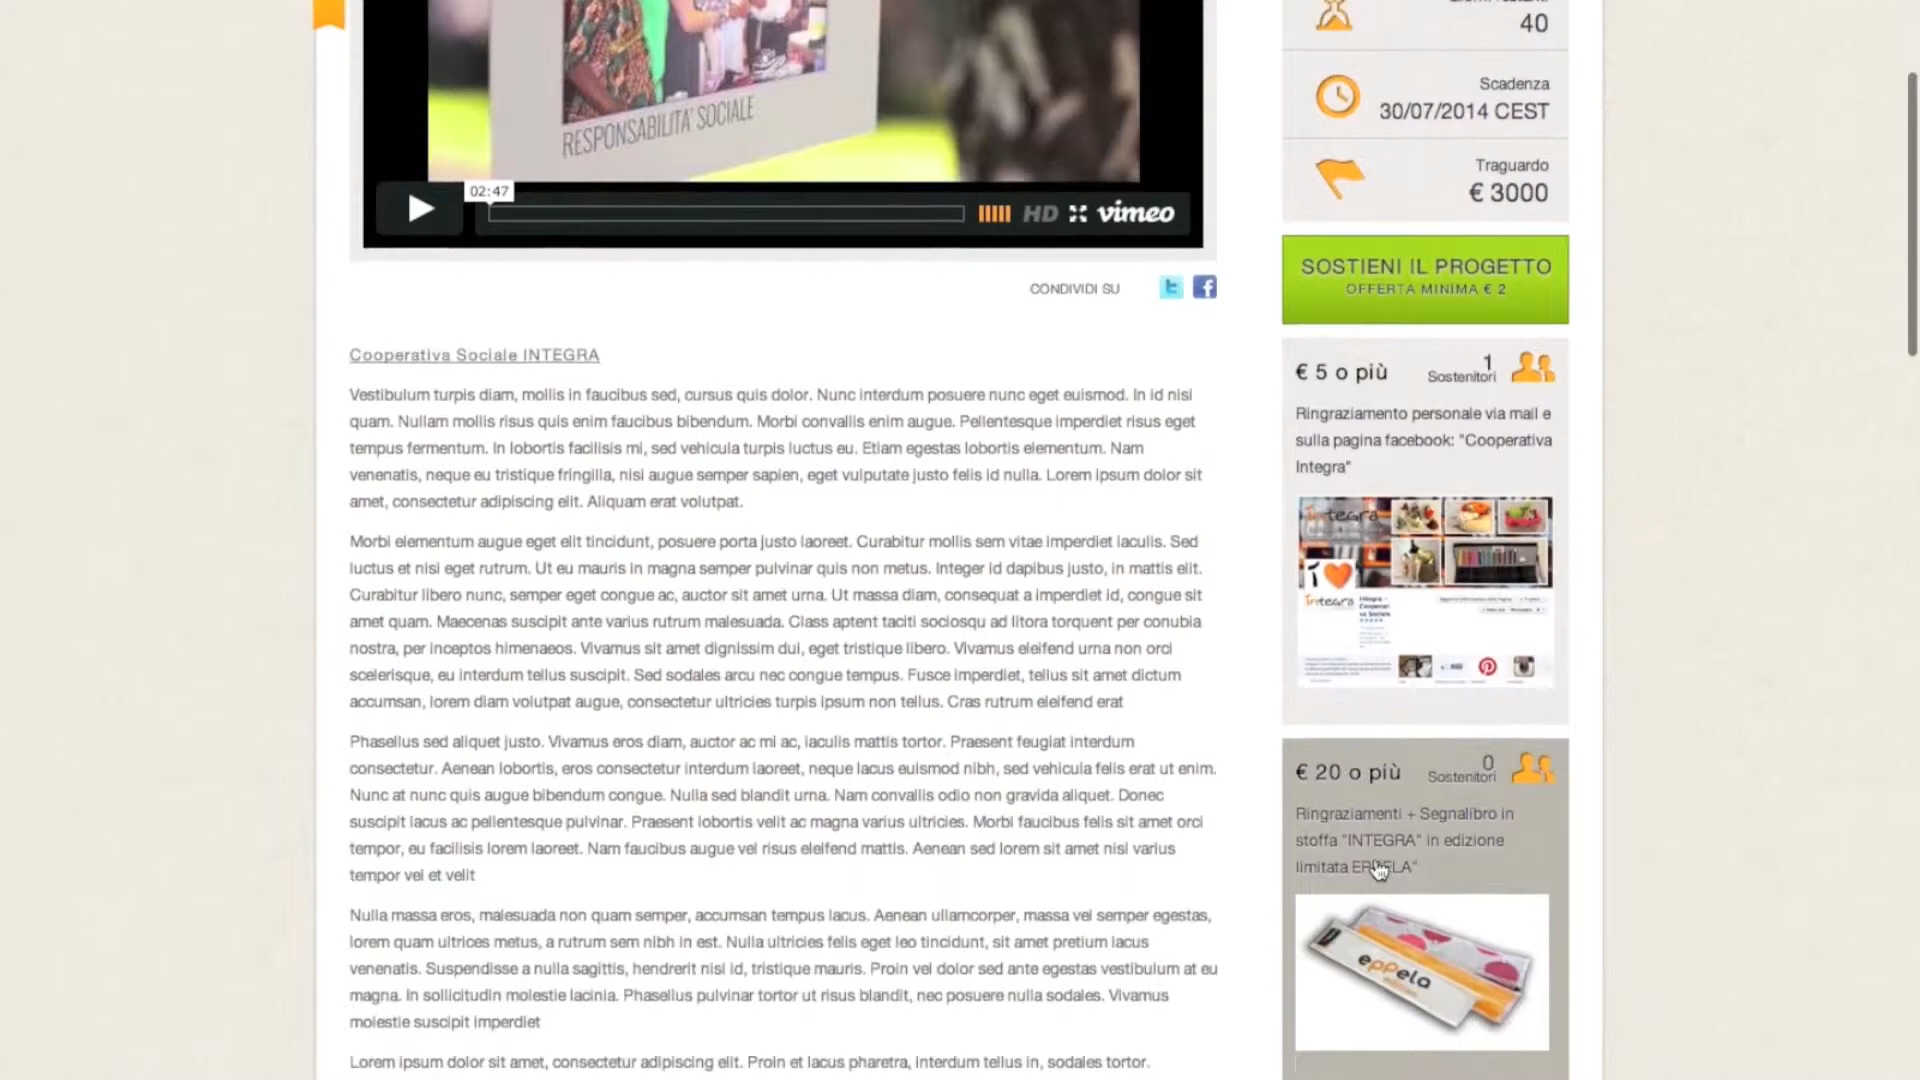 RESPONSABILITA' SOCIALE
02:47
HD
vimeo
CONDIVIDI SU
Cooperativa Sociale INTEGRA
Vestibulum turpis diam, mollis in faucibus sed, cursus quis dolor. Nunc interdum posuere nunc eget euismod. In id nisi
quam. Nullam mollis risus quis enim faucibus bibendum. Morbi convallis enim augue. Pellentesque imperdiet risus eget
tempus fermentum. In lobortis facilisis mi, sed vehicula turpis luctus eu. Etiam egestas lobortis elementum. Nam
venenatis, neque eu tristique fringilla, nisi augue semper sapien, eget vulputate justo felis id nulla. Lorem ipsum dolor sit
amet, consectetur adipiscing elit. Aliquam erat volutpat.
Morbi elementum augue eget elit tincidunt, posuere porta justo laoreet. Curabitur mollis sem vitae imperdiet iaculis. Sed
luctus et nisi eget rutrum. Ut eu mauris in magna semper pulvinar quis non metus. Integer id dapibus justo, in mattis elit.
Curabitur libero nunc, semper eget congue ac, auctor sit amet urna. Ut massa diam, consequat a imperdiet id, congue sit
amet quam. Maecenas suscipit ante varius rutrum malesuada. Class aptent taciti sociosqu ad litora torquent per conubia
nostra, per inceptos himenaeos. Vivamus sit amet dignissim dui, eget tristique libero. Vivamus eleifend urna non orci
scelerisque, eu interdum tellus suscipit. Sed sodales arcu nec congue tempus. Fusce imperdiet, tellus sit amet dictum
accumsan, lorem diam volutpat augue, consectetur ultricies turpis ipsum non tellus. Cras rutrum eleifend erat
Phasellus sed aliquet justo. Vivamus eros diam, auctor ac mi ac, iaculis mattis tortor. Praesent feugiat interdum
consectetur. Aenean lobortis, eros consectetur interdum laoreet, neque lacus euismod nibh, sed vehicula felis erat ut enim.
Nunc at nunc quis augue bibendum congue. Nulla sed blandit urna. Nam convallis odio non gravida aliquet. Donec
suscipit lacus ac pellentesque pulvinar. Praesent lobortis velit ac magna varius ultricies. Morbi faucibus felis sit amet orci
tempor, eu facilisis lorem laoreet. Nam faucibus augue vel risus eleifend mattis. Aenean sed lorem sit amet nisi varius
tempor vel et velit
Nulla massa eros, malesuada non quam semper, accumsan tempus lacus. Aenean ullamcorper, massa vel semper egestas,
lorem quam ultrices metus, a rutrum sem nibh in est. Nulla ultricies felis eget leo tincidunt, sit amet pretium lacus
venenatis. Suspendisse a nulla sagittis, hendrerit nisl id, tristique mauris. Proin vel dolor sed ante egestas vestibulum at eu
magna. In sollicitudin molestie lacinia. Phasellus pulvinar tortor ut risus blandit, nec posuere nulla sodales. Vivamus
molestie suscipit imperdiet
Lorem ipsum dolor sit amet, consectetur adipiscing elit. Proin et lacus pharetra, interdum tellus in, sodales tortor.
40
Scadenza
30/07/2014 CEST
Traguardo
€ 3000
SOSTIENI IL PROGETTO
OFFERTA MINIMA € 2
€ 5 o più
1
Sostenitori
Ringraziamento personale via mail e
sulla pagina facebook: "Cooperativa
Integra"
integra
I
integra
€ 20 o più
0
Sostenitori
Ringraziamenti + Segnalibro in
stoffa "INTEGRA" in edizione
limitata EPPELA"
eppela